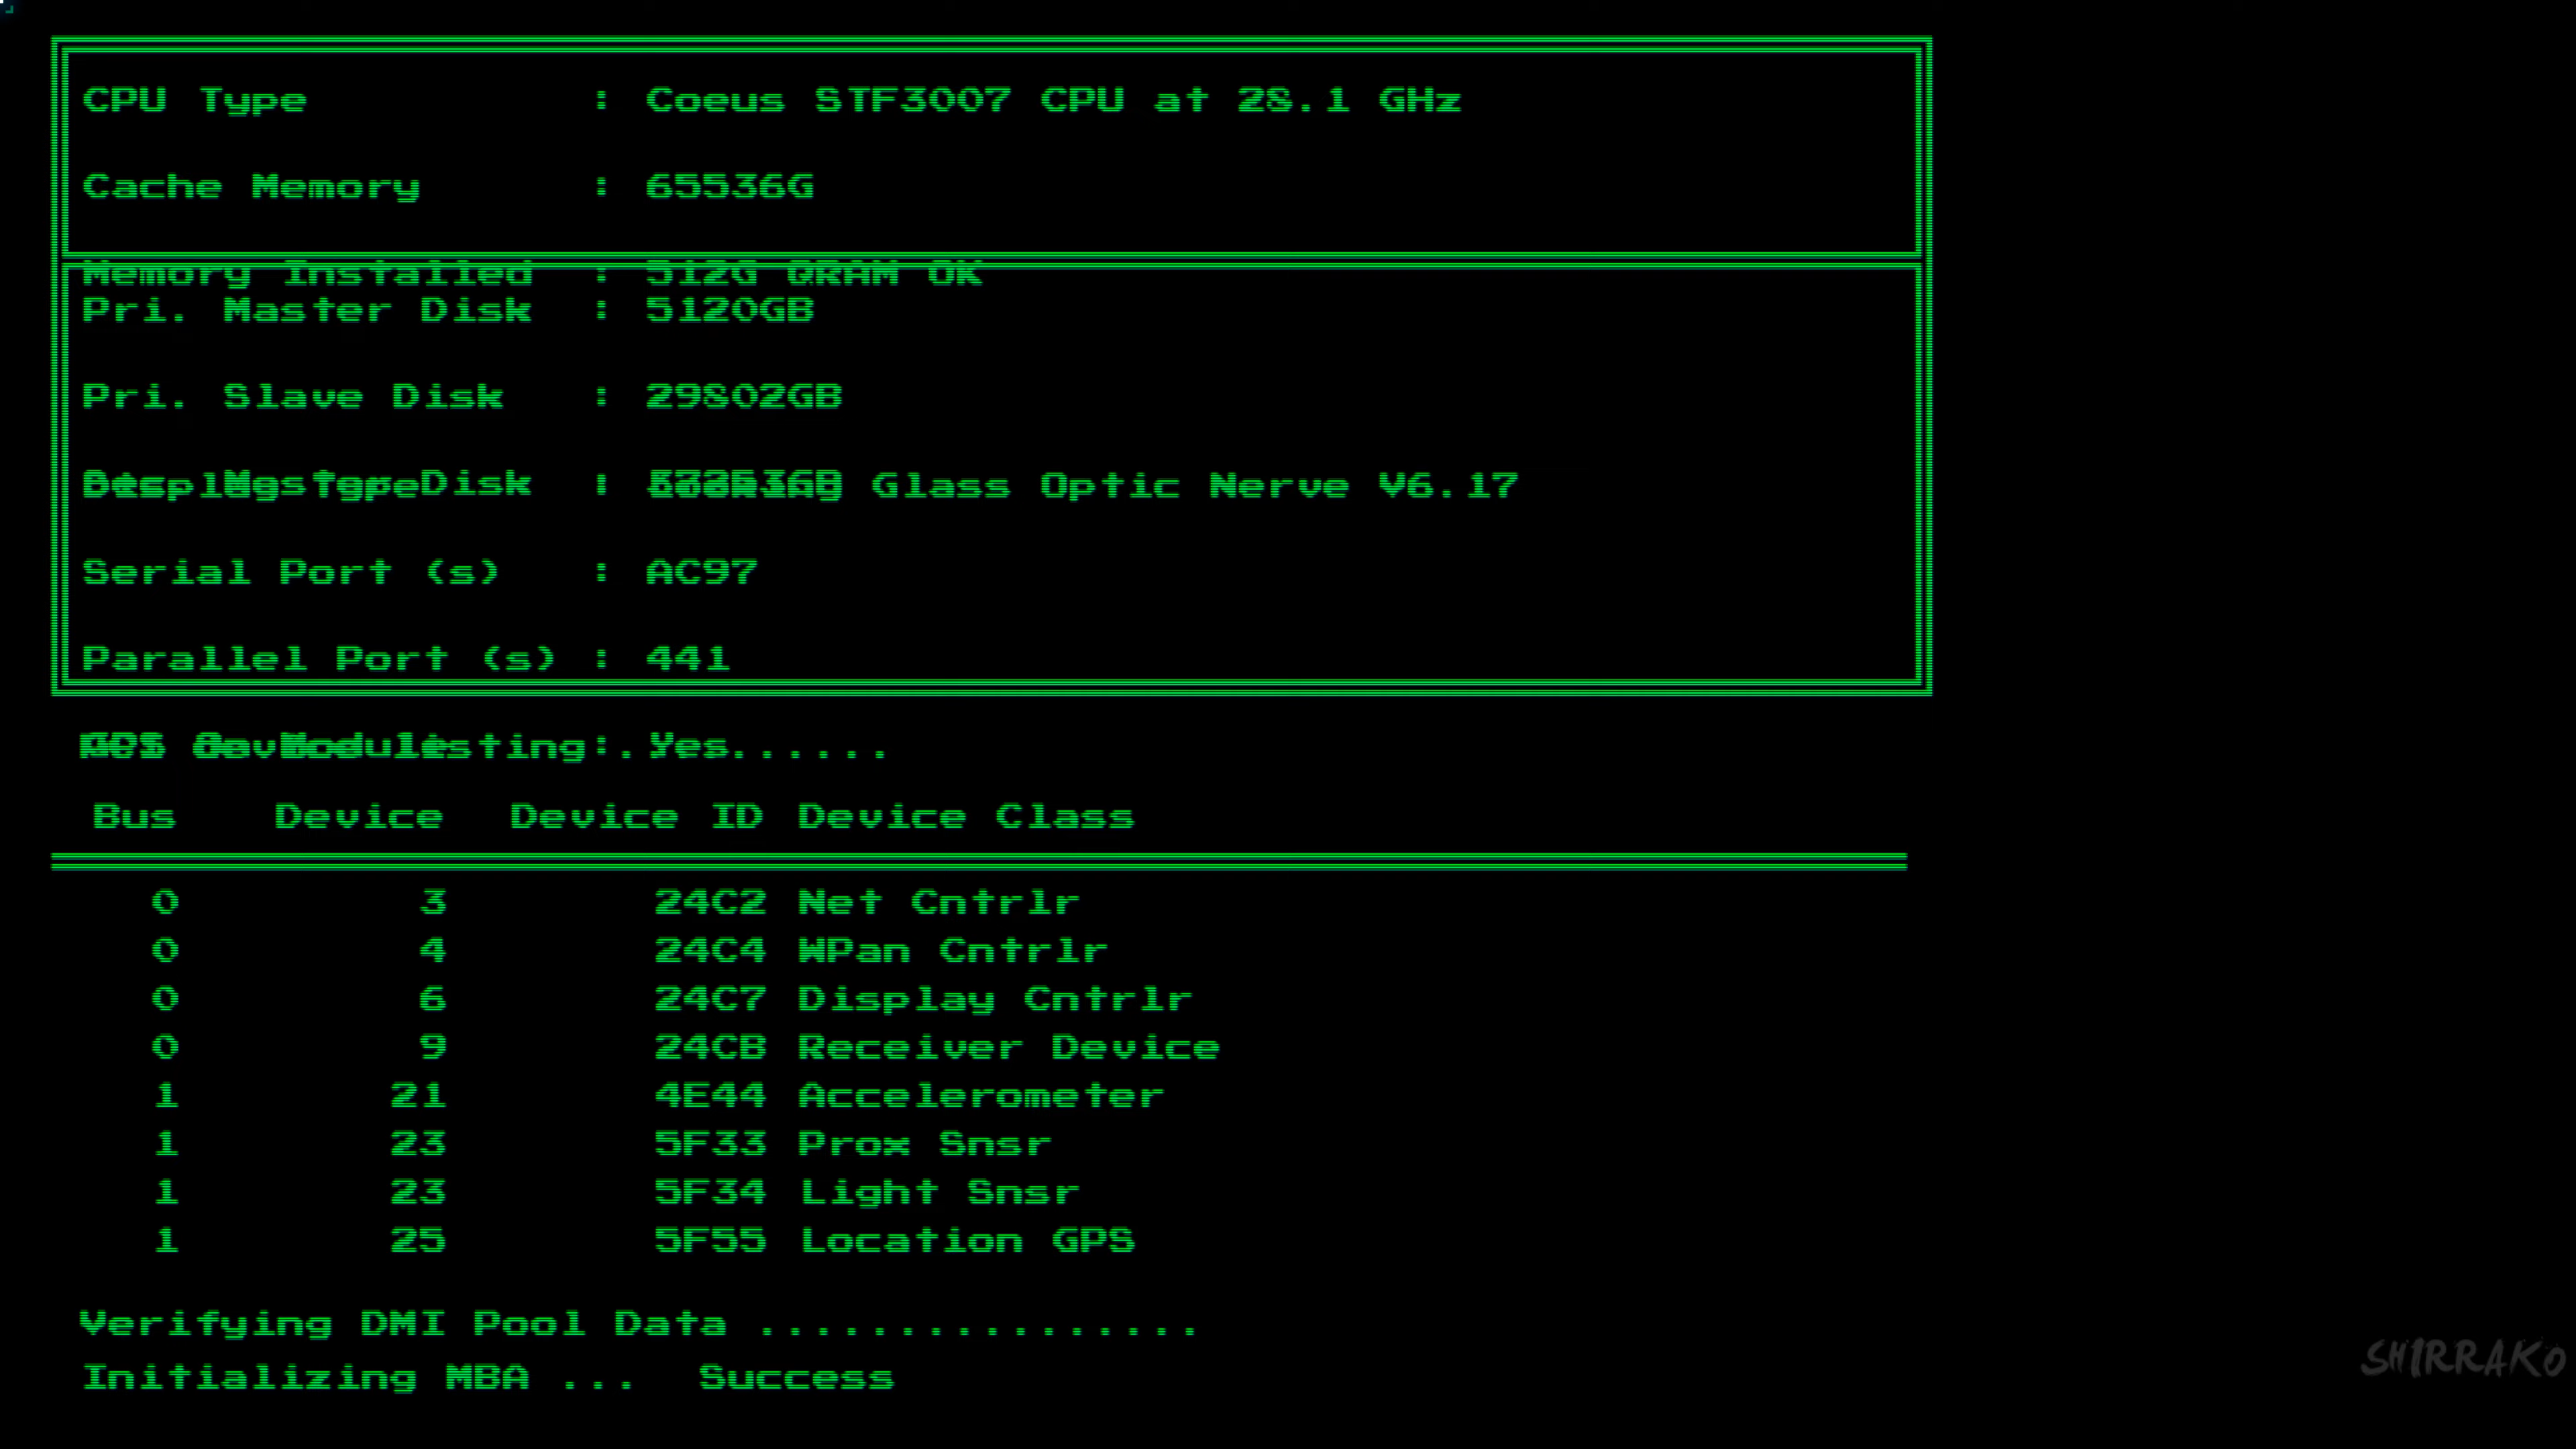 CPU Type : Coeus STF3007 CPU at 28.1 GHz
Cache Memory : 65536G
Memory Installed : 512G QRAM OK
Pri. Master Disk : 5120GB
Pri. Slave Disk : 29802GB
Disk : Glass Optic Nerve V6.17
Serial Port (s) : AC97
Parallel Port (s) : 441
Yes......
Bus Device Device ID Device Class
0 3 24C2 Net Cntrlr
0 4 24C4 WPan Cntrlr
0 6 24C7 Display Cntrlr
0 9 24CB Receiver Device
1 21 4E44 Accelerometer
1 23 5F33 Prox Snsr
1 23 5F34 Light Snsr
1 25 5F55 Location GPS
Verifying DMI Pool Data ................
Initializing MBA ... Success
SHIRRAKO